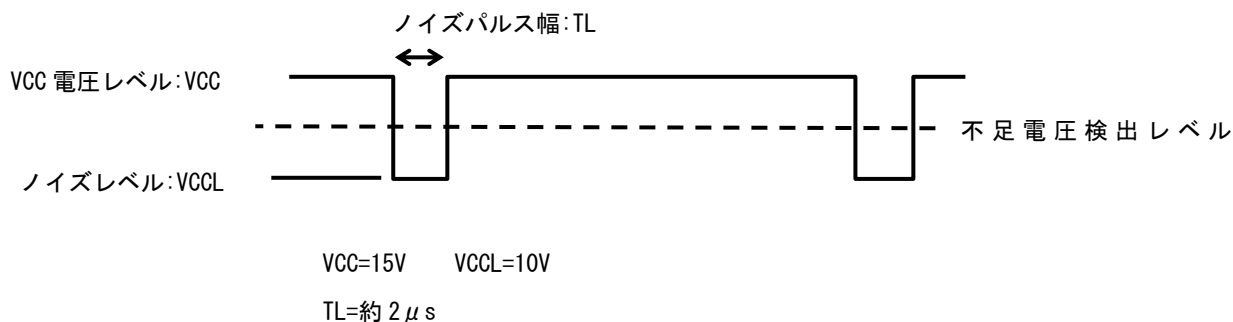 ノイズパルス幅:TL
VCC 電圧レベル:VCC
不足電圧検出レベル
ノイズレベル:VCCL
VCC=15V VCCL=10V
TL=約 2μs